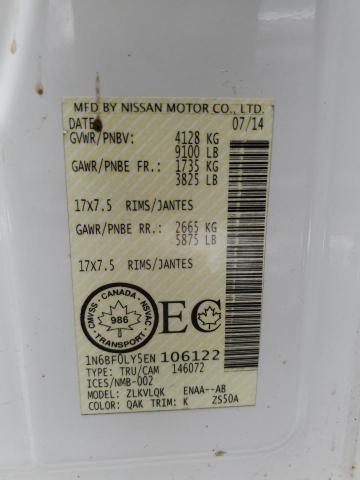 MFD BY NISSAN MOTOR CO., LTD.
DATE 07/14
GVWR/PNBV: 4128 KG
9100 LB
GAWR/PNBE FR.: 1735 KG
3825 LB
17X7.5 RIMS/JANTES
GAWR/PNBE RR.: 2665 KG
5875 LB
17X7.5 RIMS/JANTES
CMVSS - CANADA - NSVAC
986
TRANSPORT
EC
1N6BF0LY5EN106122
TYPE: TRU/CAM 146072
ICES/NMB-002
MODEL: ZLKVLQK ENAA--AB
COLOR: QAK TRIM: K ZS50A